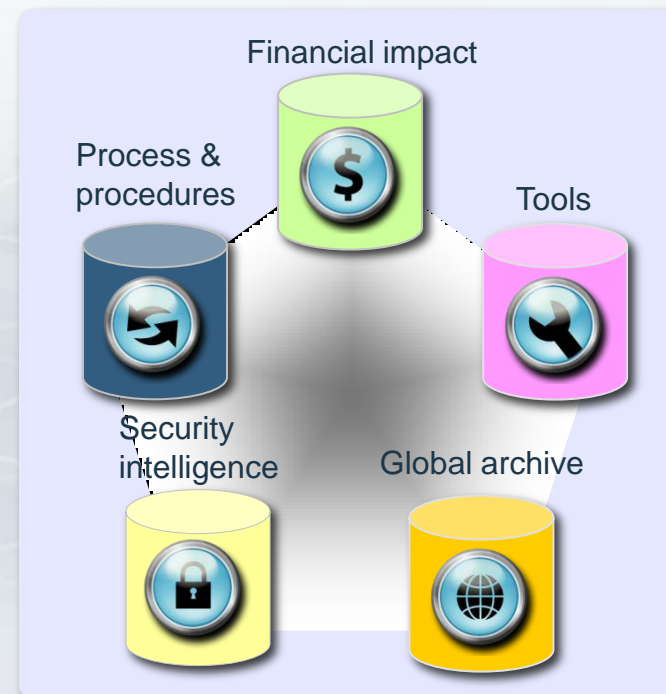 Financial impact
Process &
procedures
Tools
$
Security
intelligence
Global archive